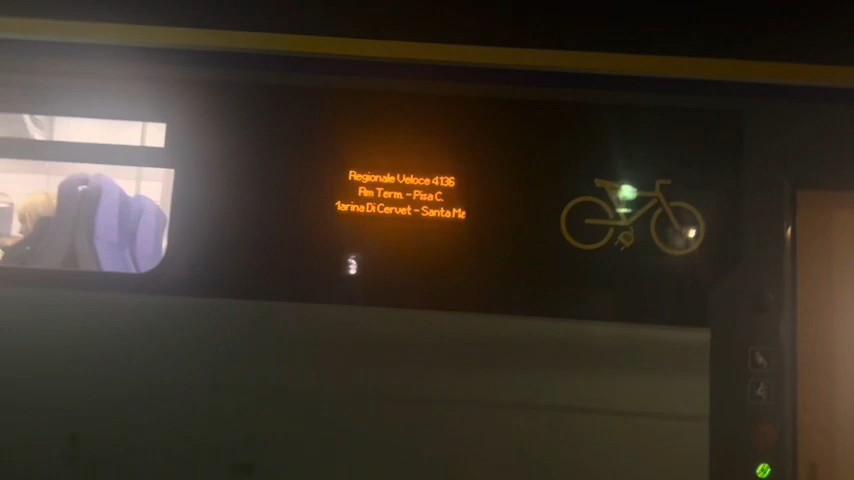 Regionale Veloce 4136
Rm Term. - Pisa C.
Marina Di Cervet - Santa Ma